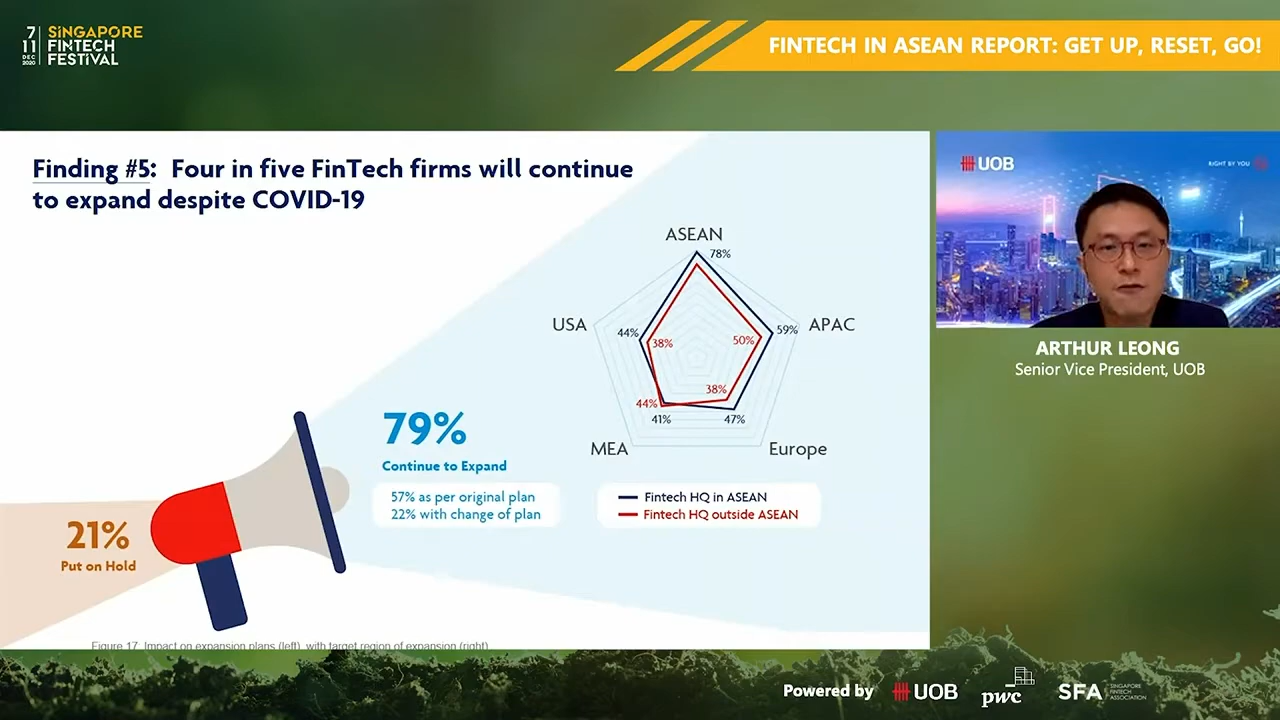 7
11
DEC
2020
SiNGAPORE
FiNTECH
FESTiVAL
FINTECH IN ASEAN REPORT: GET UP, RESET, GO!
Finding #5: Four in five FinTech firms will continue
to expand despite COVID-19
ASEAN
78%
USA
44%
38%
50%
59%
APAC
38%
44%
41%
47%
MEA
Europe
79%
Continue to Expand
57% as per original plan
22% with change of plan
Fintech HQ in ASEAN
Fintech HQ outside ASEAN
21%
Put on Hold
Figure 17. Impact on expansion plans (left), with target region of expansion (right)
UOB
RIGHT BY YOU
ARTHUR LEONG
Senior Vice President, UOB
Powered by
UOB
pwc
SFA
SINGAPORE
FINTECH
ASSOCIATION